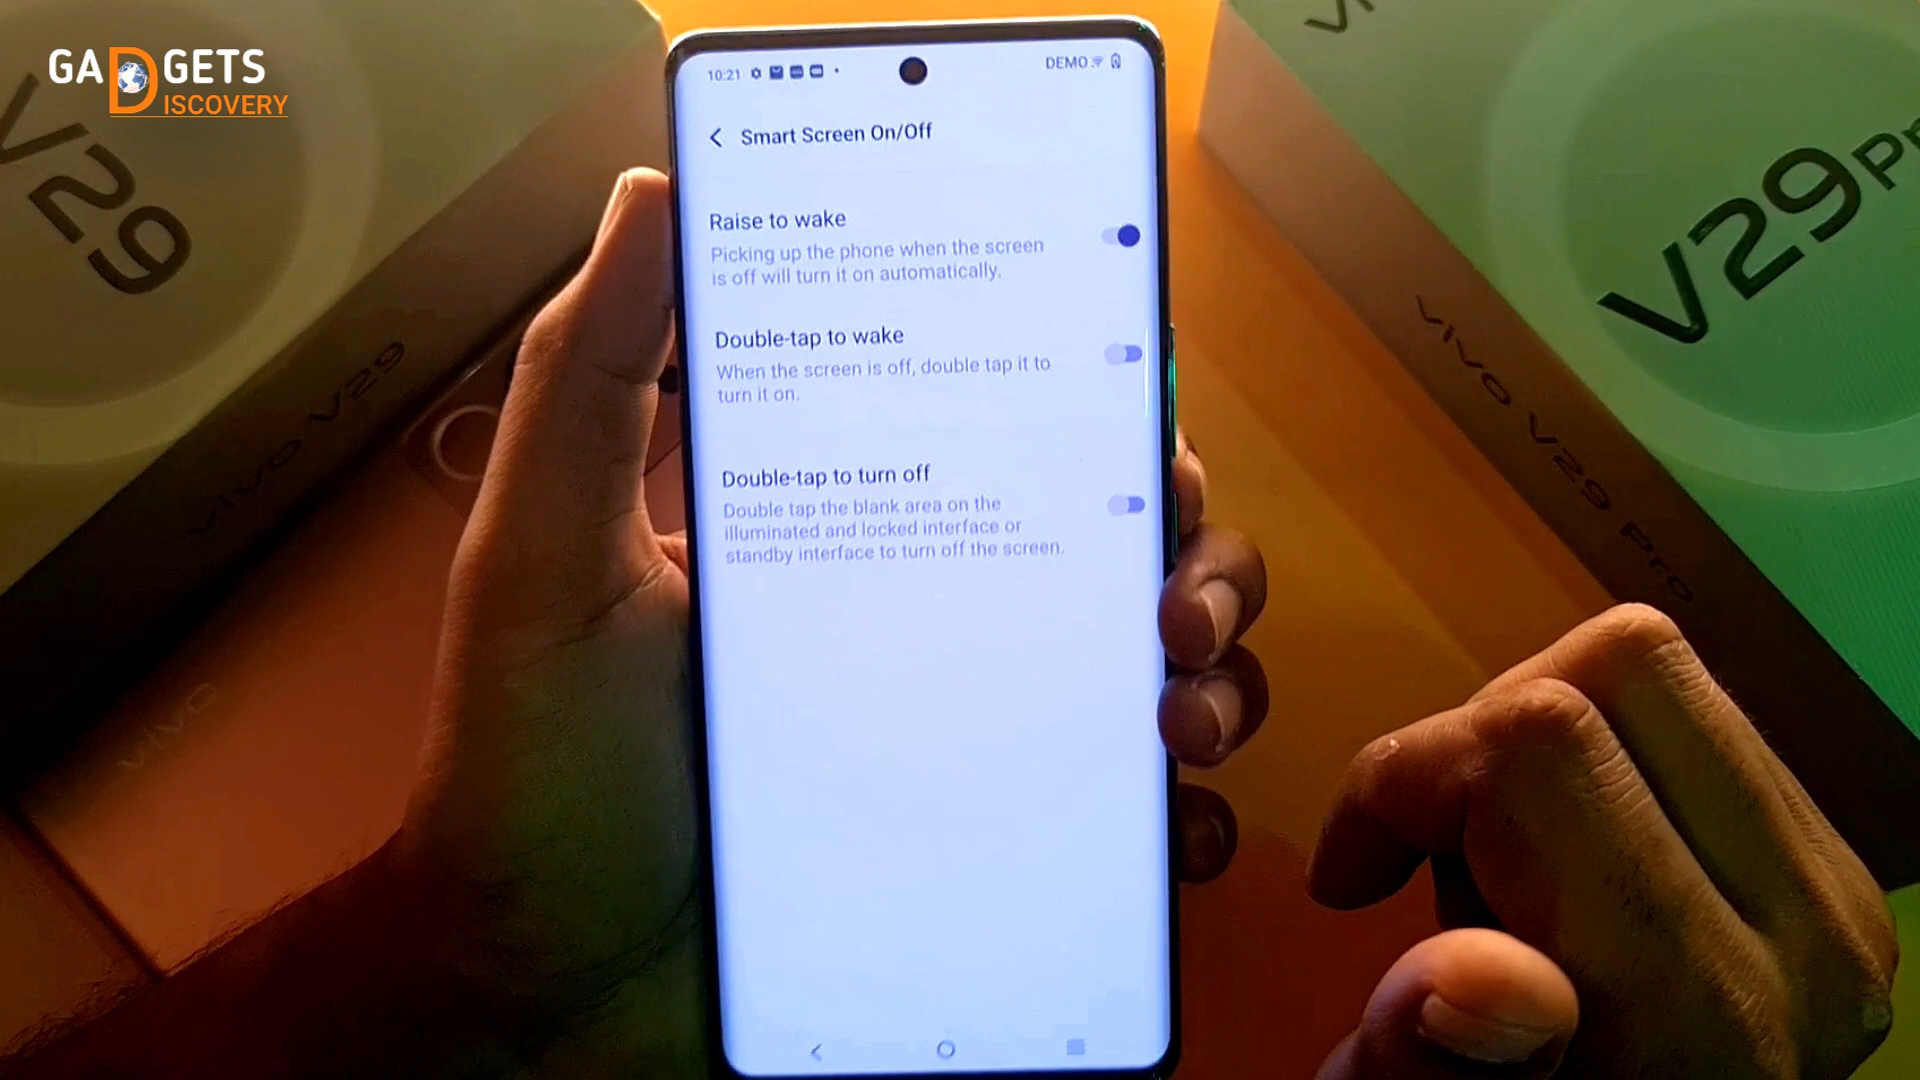 GADGETS
DISCOVERY
V29
vivo V29
vivo
10:21
DEMO
Smart Screen On/Off
Raise to wake
Picking up the phone when the screen
is off will turn it on automatically.
Double-tap to wake
When the screen is off, double tap it to
turn it on.
Double-tap to turn off
Double tap the blank area on the
illuminated and locked interface or
standby interface to turn off the screen.
V29Pr
vivo V29 Pro